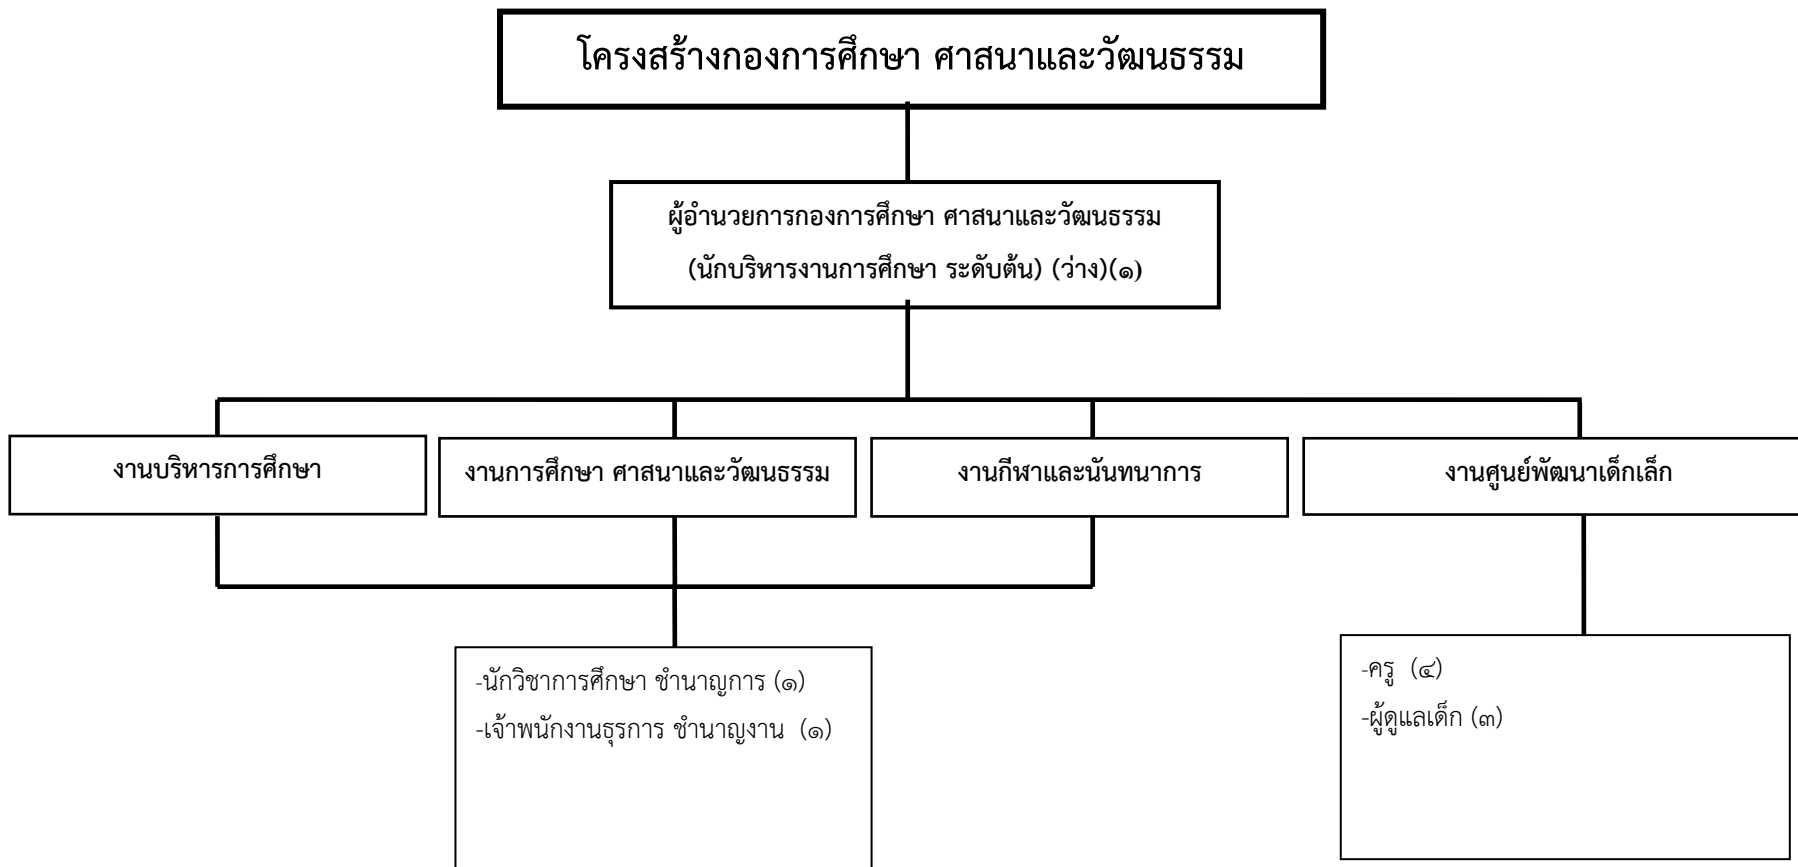 โครงสร้างกองการศึกษา ศาสนาและวัฒนธรรม
ผู้อำนวยการกองการศึกษา ศาสนาและวัฒนธรรม
(นักบริหารงานการศึกษา ระดับต้น) (ว่าง)(๑)
งานบริหารการศึกษา
งานการศึกษา ศาสนาและวัฒนธรรม
งานกีฬาและนันทนาการ
งานศูนย์พัฒนาเด็กเล็ก
-นักวิชาการศึกษา ชำนาญการ (๑)
-เจ้าพนักงานธุรการ ชำนาญงาน (๑)
-ครู (๔)
-ผู้ดูแลเด็ก (๓)